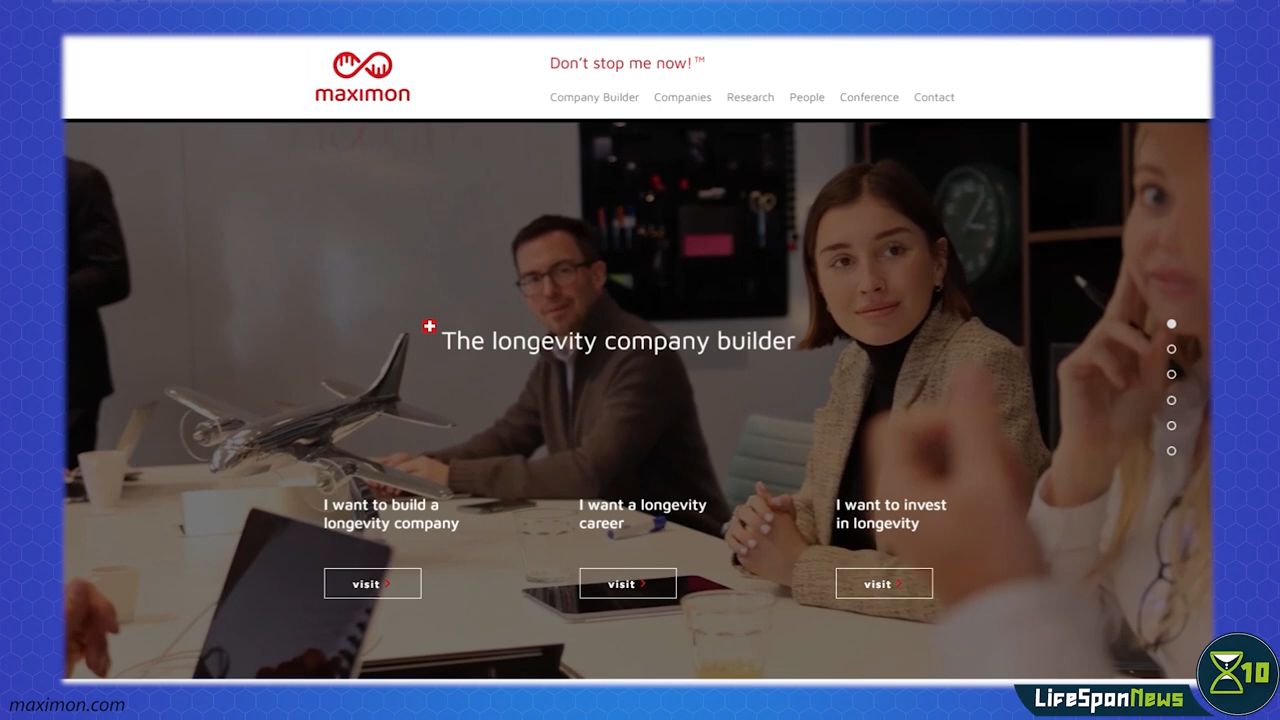 maximon
Don't stop me now!™
Company Builder Companies Research People Conference Contact
The longevity company builder
I want to build a
longevity company
visit >
I want a longevity
career
visit >
I want to invest
in longevity
visit >
maximon.com
LifeSpanNews
10